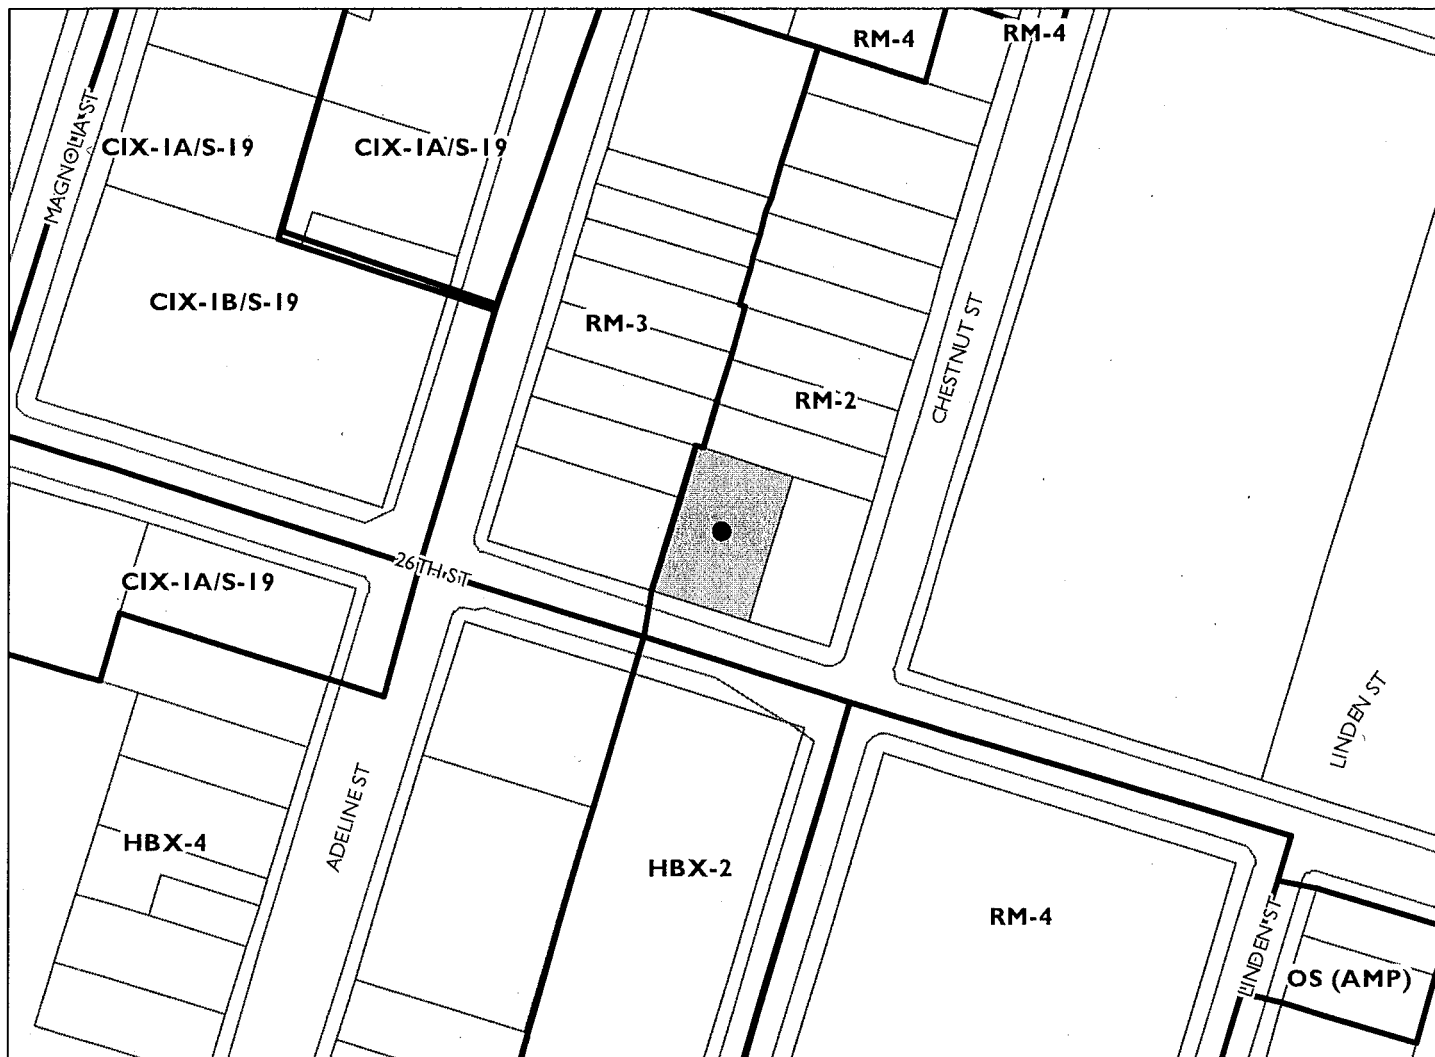 RM-4
RM-4
MAGNOLIA ST
CIX-1A/S-19
CIX-1A/S-19
CIX-1B/S-19
RM-3
CHESTNUT ST
RM-2
26TH ST
CIX-1A/S-19
LINDEN ST
ADELINE ST
HBX-4
HBX-2
RM-4
LINDEN ST
OS (AMP)